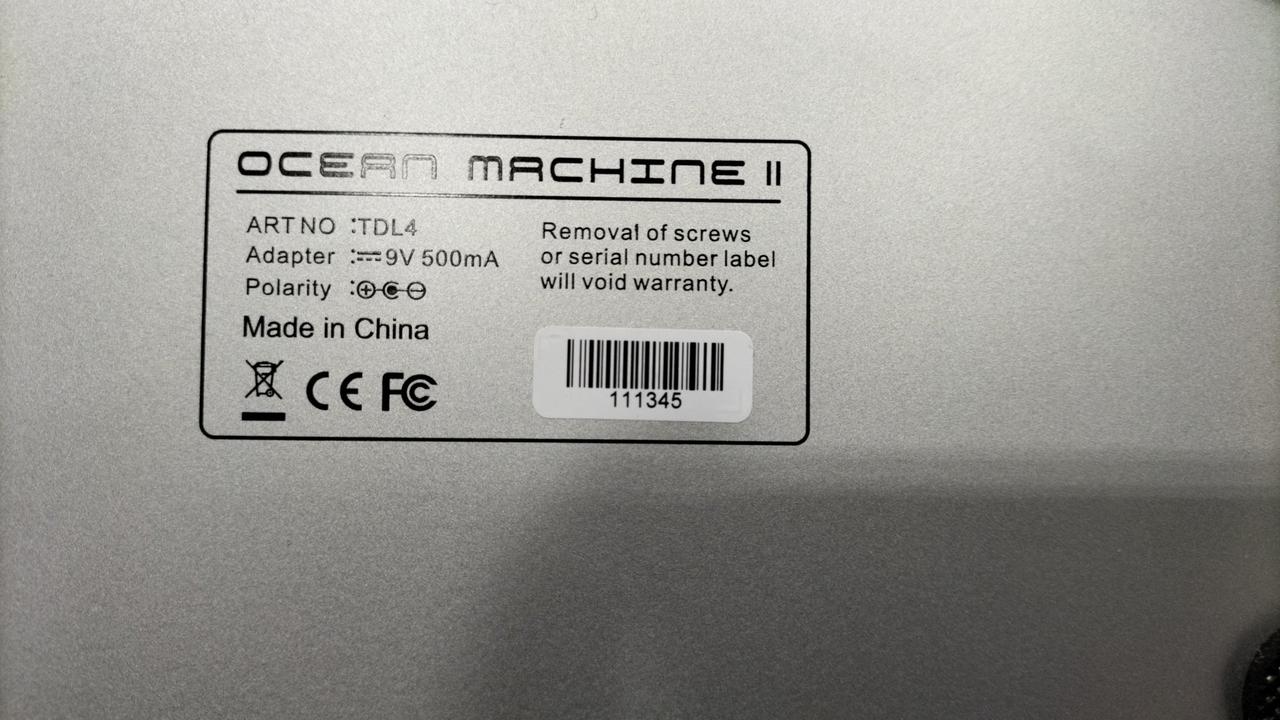 OCEAN MACHINE II
ART NO :TDL4
Adapter :⎓9V 500mA
Polarity :
Made in China
CE FC
Removal of screws
or serial number label
will void warranty.
111345